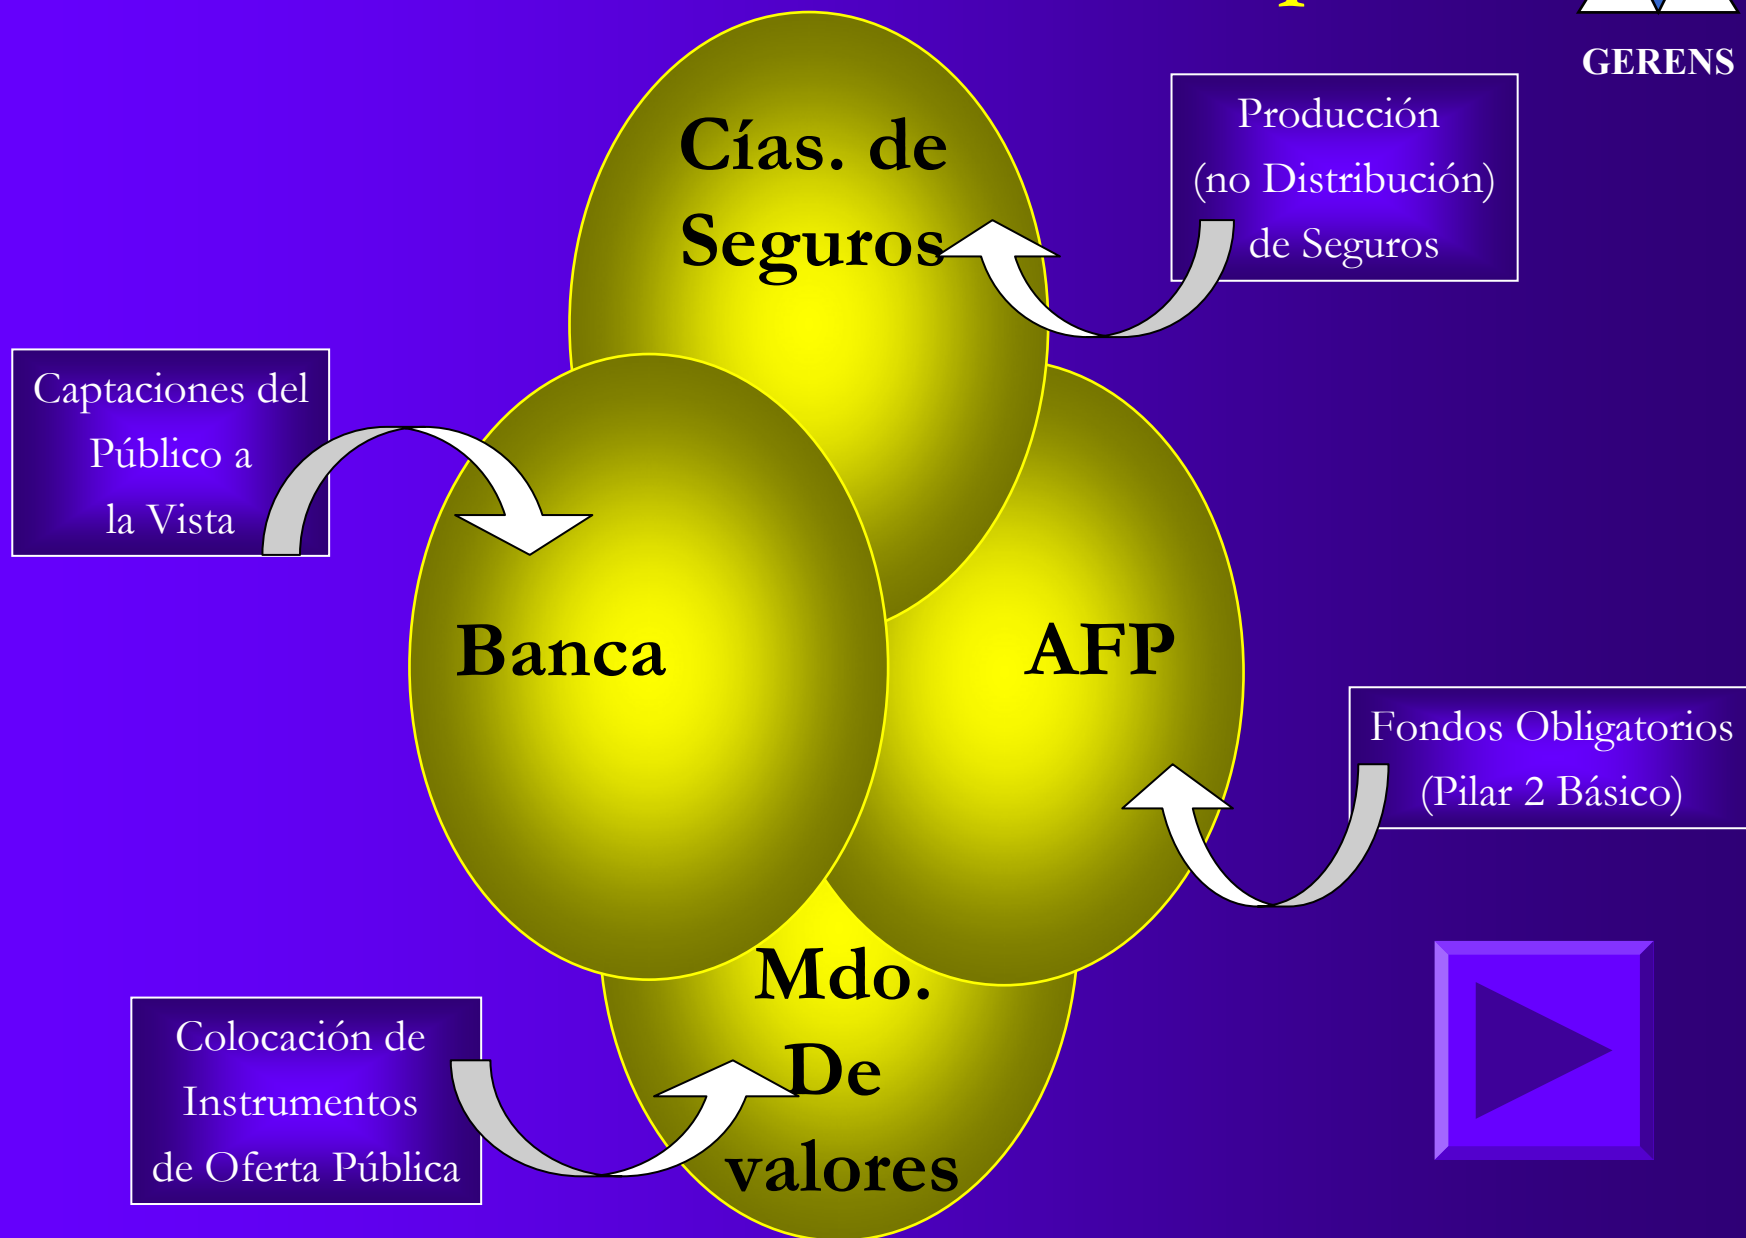 GERENS
Cías. de
Seguros
Producción
(no Distribución)
de Seguros
Captaciones del
Público a
la Vista
Banca
AFP
Fondos Obligatorios
(Pilar 2 Básico)
Mdo.
De
valores
Colocación de
Instrumentos
de Oferta Pública